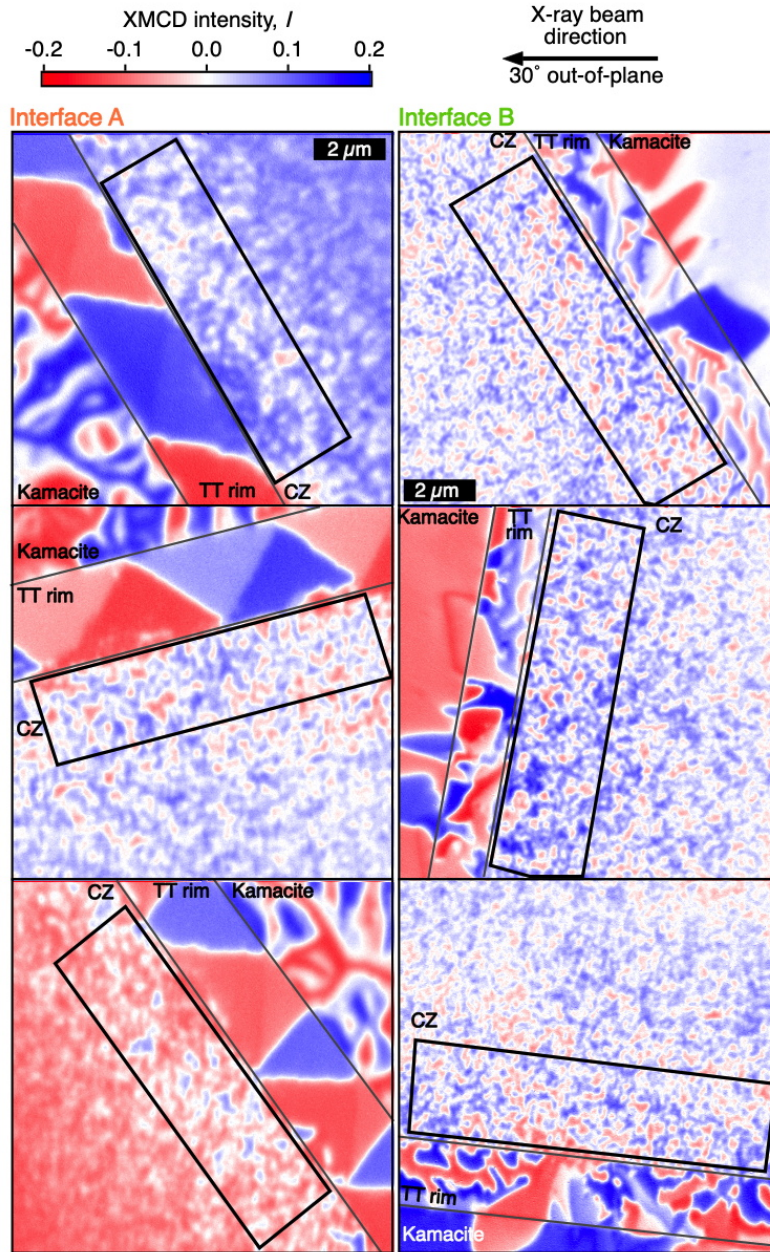 XMCD intensity, I
-0.2 -0.1 0.0 0.1 0.2
X-ray beam
direction
30° out-of-plane
Interface A
Interface B
2 µm
Kamacite
TT rim
CZ
CZ
TT rim
Kamacite
2 µm
Kamacite
TT rim
CZ
Kamacite
TT rim
CZ
CZ
TT rim
Kamacite
CZ
TT rim
Kamacite